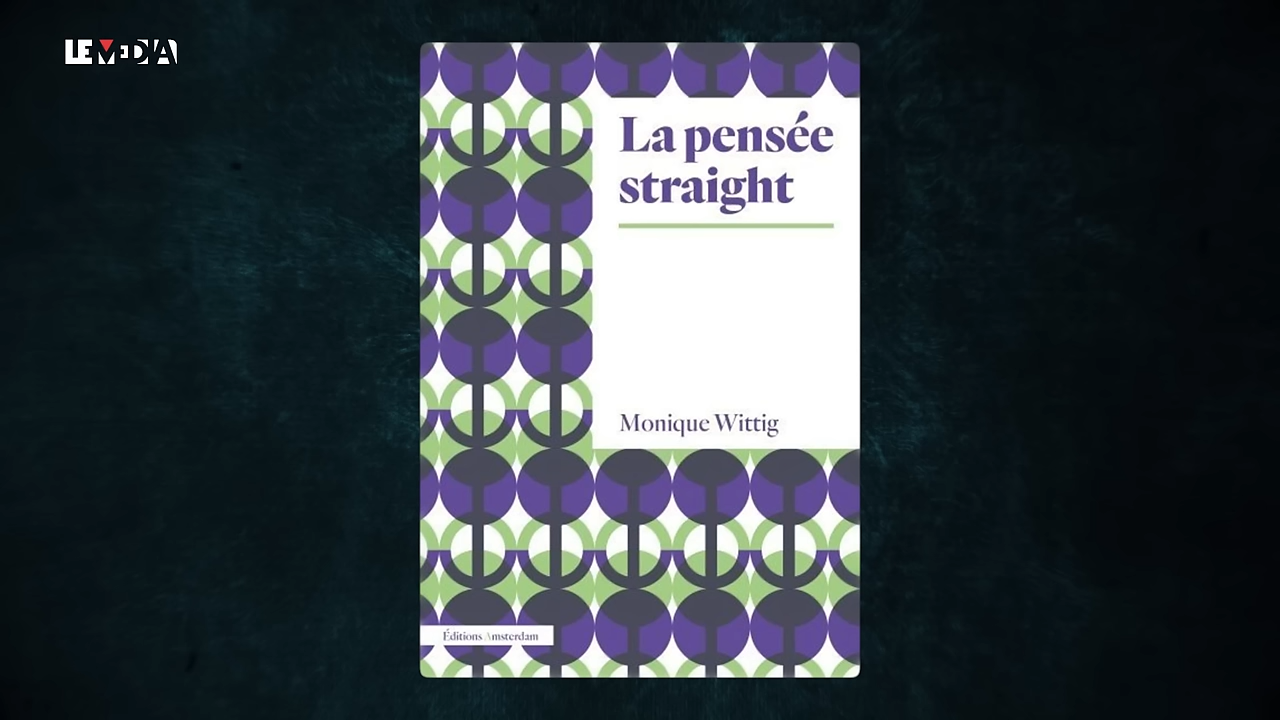 LE MEDIA
La pensée
straight
Monique Wittig
Éditions Amsterdam